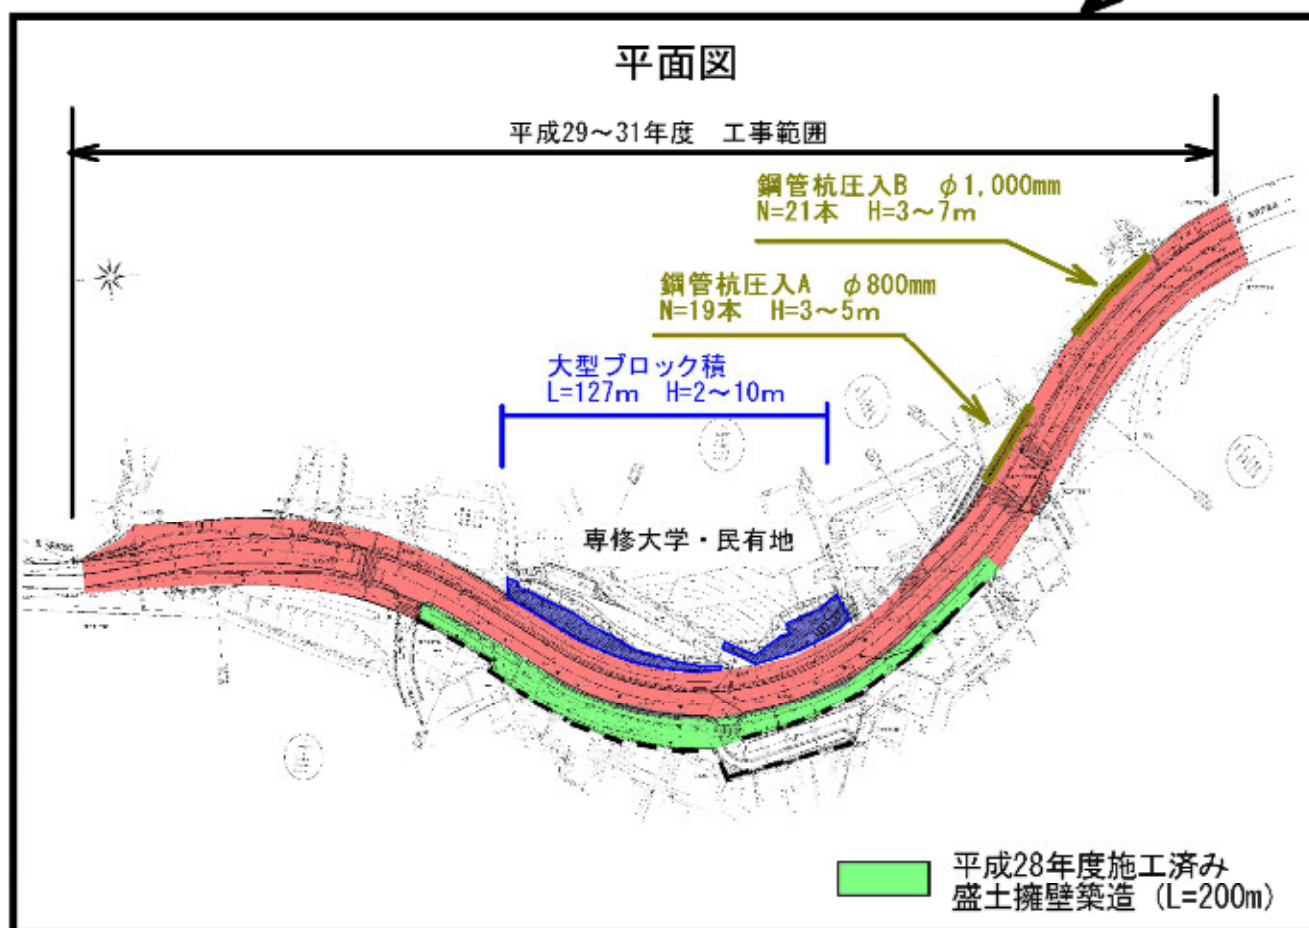 平面図
平成29～31年度　工事範囲
鋼管杭圧入B　φ1,000mm
N=21本　H=3～7m
鋼管杭圧入A　φ800mm
N=19本　H=3～5m
大型ブロック積
L=127m　H=2～10m
専修大学・民有地
平成28年度施工済み
盛土擁壁築造（L=200m）